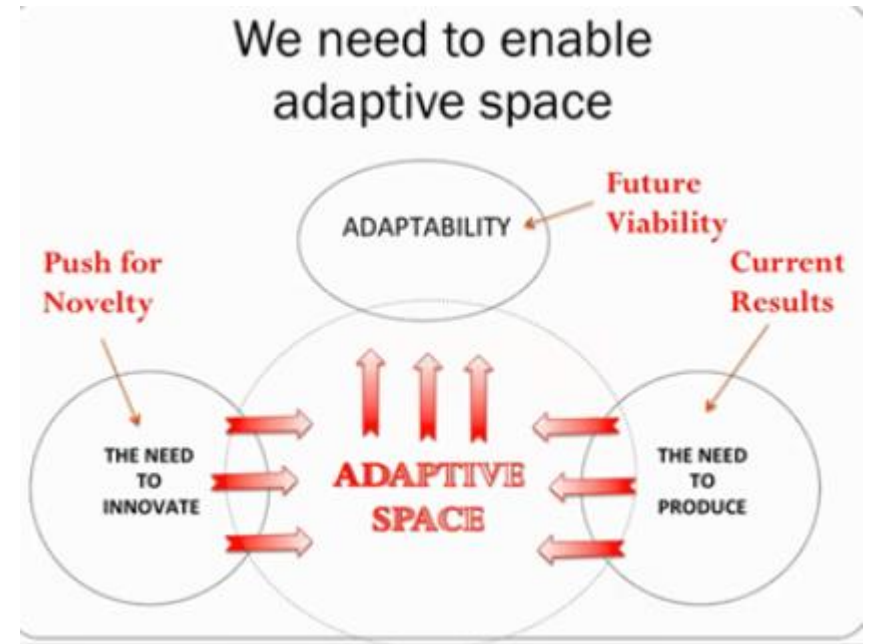 We need to enable
adaptive space
ADAPTABILITY
Future
Viability
Push for
Novelty
Current
Results
THE NEED
TO
INNOVATE
ADAPTIVE
SPACE
THE NEED
TO
PRODUCE